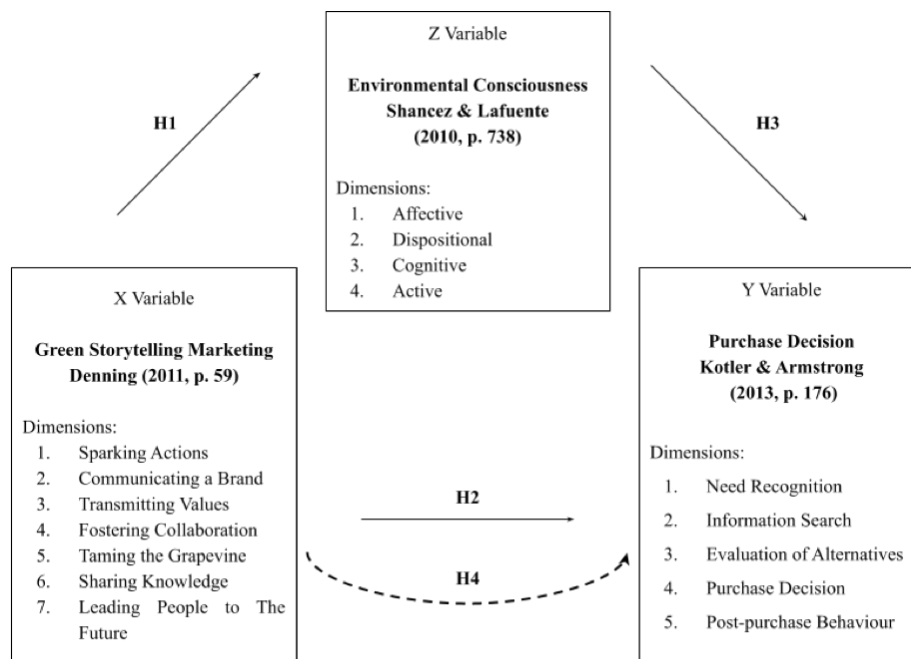 Z Variable
Environmental Consciousness
Shancez & Lafuente
(2010, p. 738)
Dimensions:
1. Affective
2. Dispositional
3. Cognitive
4. Active
H1
H3
X Variable
Green Storytelling Marketing
Denning (2011, p. 59)
Dimensions:
1. Sparking Actions
2. Communicating a Brand
3. Transmitting Values
4. Fostering Collaboration
5. Taming the Grapevine
6. Sharing Knowledge
7. Leading People to The
Future
H2
H4
Y Variable
Purchase Decision
Kotler & Armstrong
(2013, p. 176)
Dimensions:
1. Need Recognition
2. Information Search
3. Evaluation of Alternatives
4. Purchase Decision
5. Post-purchase Behaviour